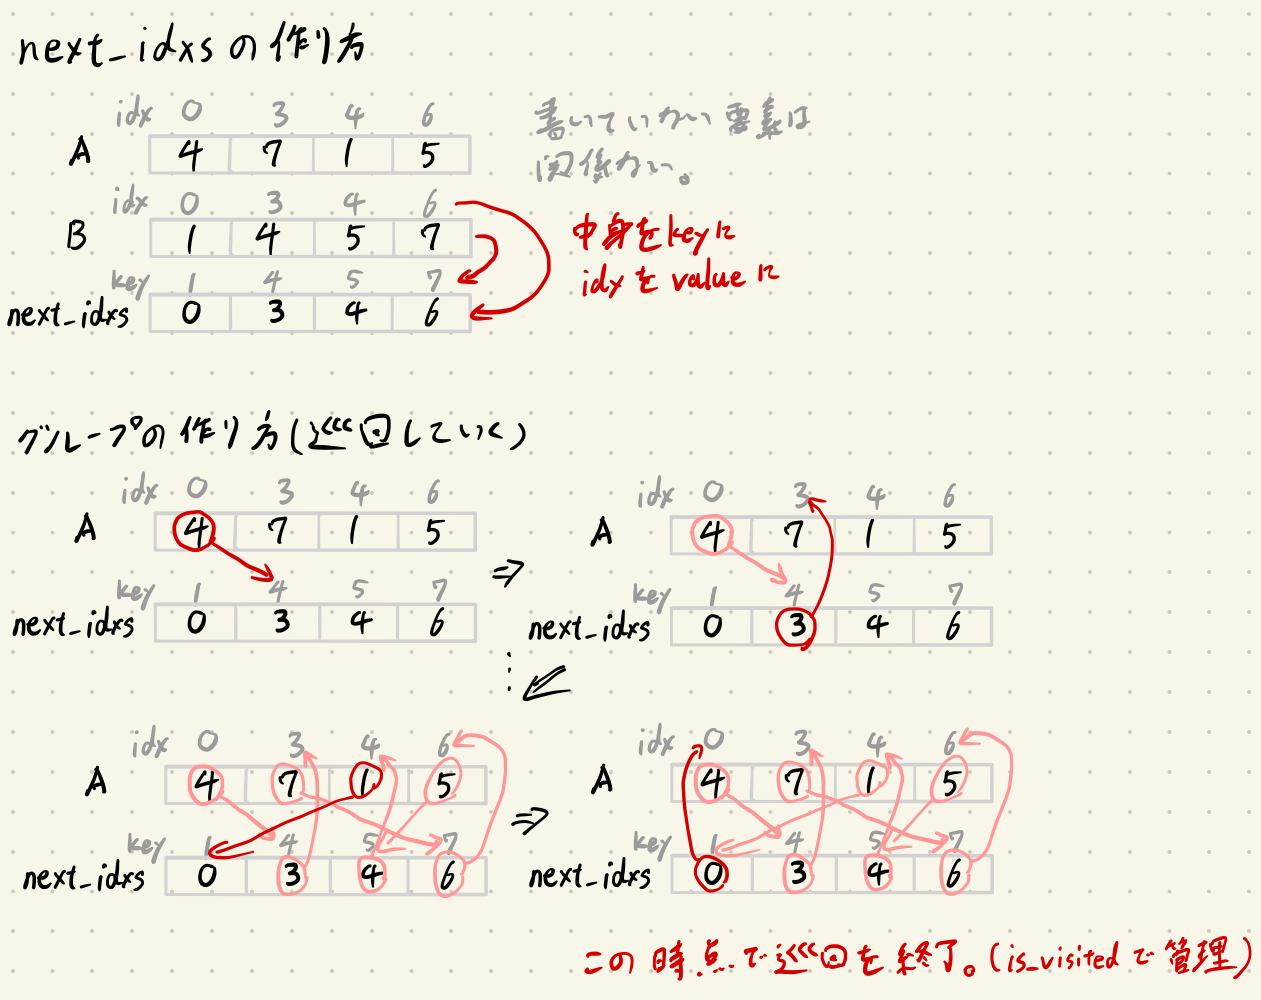 next_idxsの作り方
idx 0 3 4 6
A 4 7 1 5
書いていない要素は
関係ない。
idx 0 3 4 6
B 1 4 5 7
中身をkeyに
idxをvalueに
key 1 4 5 7
next_idxs 0 3 4 6
グループの作り方(巡回していく)
idx 0 3 4 6
A 4 7 1 5
key 1 4 5 7
next_idxs 0 3 4 6
⇒
idx 0 3 4 6
A 4 7 1 5
key 1 4 5 7
next_idxs 0 3 4 6
⋮
idx 0 3 4 6
A 4 7 1 5
key 1 4 5 7
next_idxs 0 3 4 6
⇒
idx 0 3 4 6
A 4 7 1 5
key 1 4 5 7
next_idxs 0 3 4 6
この時点で巡回を終了。(is_visitedで管理)